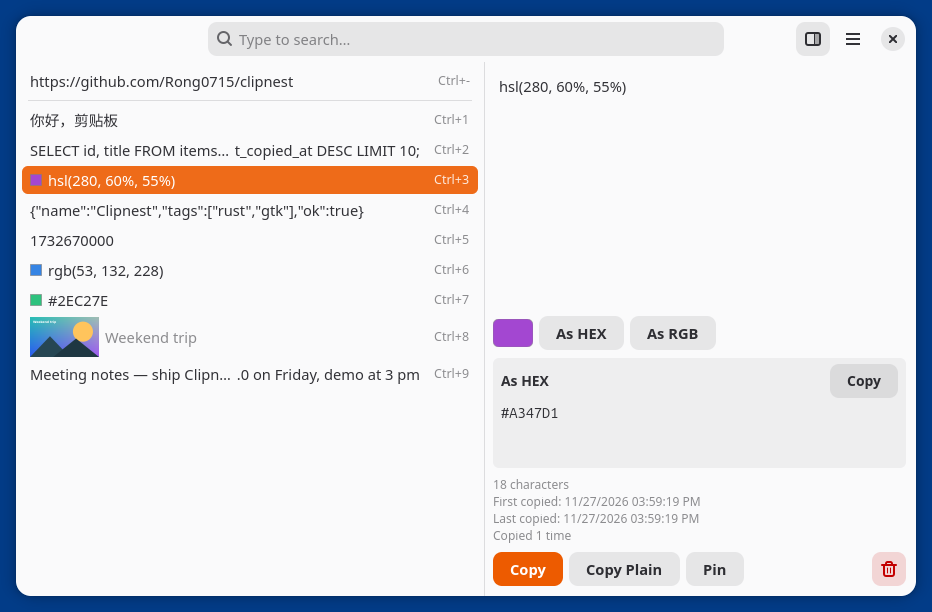 Type to search...
https://github.com/Rong0715/clipnest Ctrl+-
你好，剪贴板 Ctrl+1
SELECT id, title FROM items... t_copied_at DESC LIMIT 10; Ctrl+2
hsl(280, 60%, 55%) Ctrl+3
{"name":"Clipnest","tags":["rust","gtk"],"ok":true} Ctrl+4
1732670000 Ctrl+5
rgb(53, 132, 228) Ctrl+6
#2EC27E Ctrl+7
Weekend trip
Weekend trip Ctrl+8
Meeting notes — ship Clipn... .0 on Friday, demo at 3 pm Ctrl+9
hsl(280, 60%, 55%)
As HEX As RGB
As HEX Copy
#A347D1
18 characters
First copied: 11/27/2026 03:59:19 PM
Last copied: 11/27/2026 03:59:19 PM
Copied 1 time
Copy Copy Plain Pin